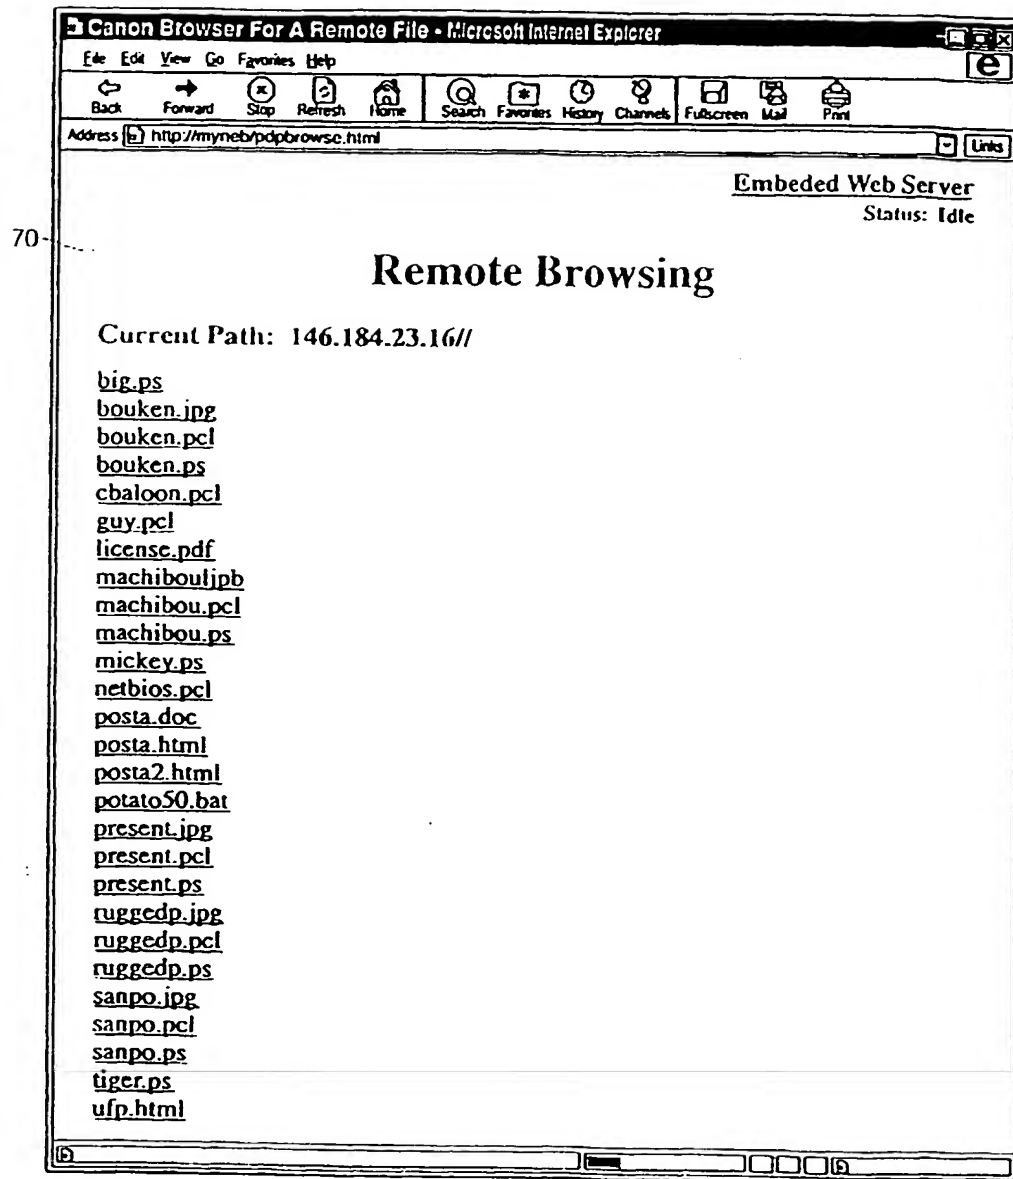 Canon Browser For A Remote File - Microsoft Internet Explorer
File Edit View Go Favorites Help
Back Forward Stop Refresh Home Search Favorites History Channels Fullscreen Mail Print
Address http://myneb/pdpbrowse.html Links
Embeded Web Server
Status: Idle
70
Remote Browsing
Current Path: 146.184.23.16//
big.ps
bouken.jpg
bouken.pcl
bouken.ps
cbaloon.pcl
guy.pcl
license.pdf
machibouljpb
machibou.pcl
machibou.ps
mickey.ps
netbios.pcl
posta.doc
posta.html
posta2.html
potato50.bat
present.jpg
present.pcl
present.ps
ruggedp.jpg
ruggedp.pcl
ruggedp.ps
sanpo.jpg
sanpo.pcl
sanpo.ps
tiger.ps
ufp.html